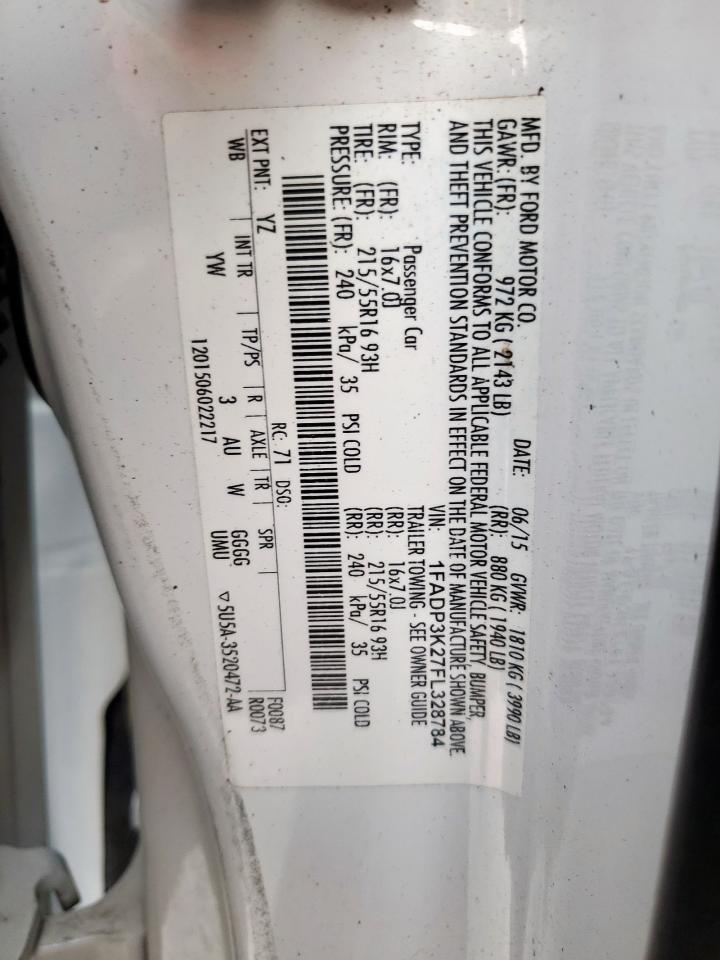 MFD. BY FORD MOTOR CO.
DATE: 06/15 GVWR: 1810 KG ( 3990 LB)
GAWR: (FR): 972 KG ( 2143 LB) (RR): 880 KG ( 1940 LB)
THIS VEHICLE CONFORMS TO ALL APPLICABLE FEDERAL MOTOR VEHICLE SAFETY, BUMPER,
AND THEFT PREVENTION STANDARDS IN EFFECT ON THE DATE OF MANUFACTURE SHOWN ABOVE.
VIN: 1FADP3K27FL328784
TYPE: Passenger Car TRAILER TOWING - SEE OWNER GUIDE
RIM: (FR): 16x7.0J (RR): 16x7.0J
TIRE: (FR): 215/55R16 93H (RR): 215/55R16 93H
PRESSURE: (FR): 240 kPa/ 35 PSI COLD (RR): 240 kPa/ 35 PSI COLD
RC: 71 DSO: F0087
EXT PNT: YZ R0073
WB INT TR TP/PS R AXLE TR SPR
YW 3 AU W GGGG
UMU
1201506022217 ▽5U5A-3520472-AA